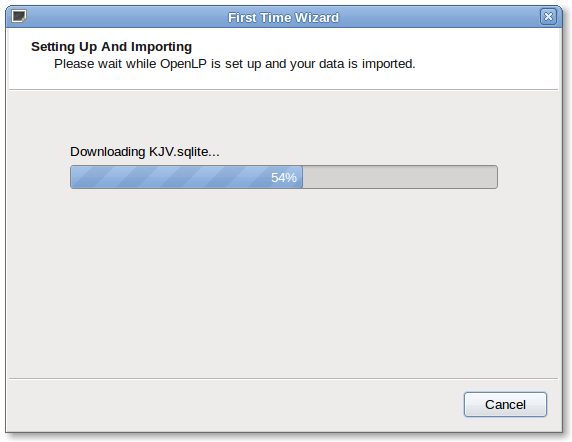 First Time Wizard
Setting Up And Importing
Please wait while OpenLP is set up and your data is imported.
Downloading KJV.sqlite...
54%
Cancel